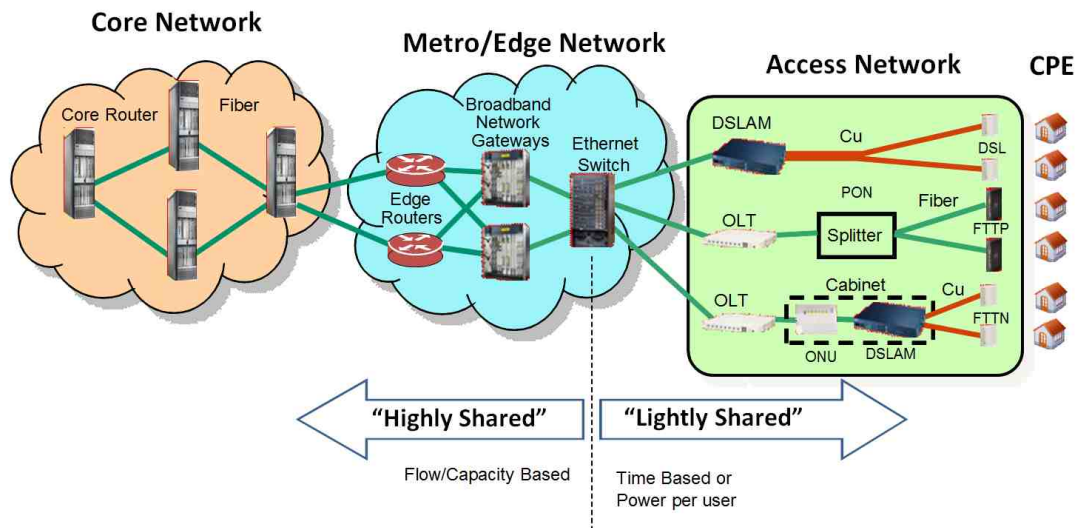 Core Network
Metro/Edge Network
Access Network
CPE
Core Router
Fiber
Broadband
Network
Gateways
Ethernet
Switch
Edge
Routers
DSLAM
Cu
DSL
PON
OLT
Splitter
Fiber
FTTP
OLT
Cabinet
Cu
FTTN
ONU
DSLAM
“Highly Shared”
“Lightly Shared”
Flow/Capacity Based
Time Based or
Power per user